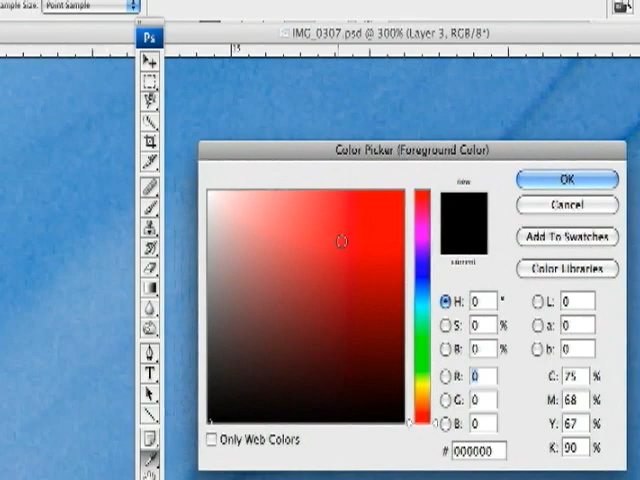 ample Size: Point Sample
Ps
IMG_0307.psd @ 300% (Layer 3, RGB/8*)
15
Color Picker (Foreground Color)
new
current
OK
Cancel
Add To Swatches
Color Libraries
H: 0 °
S: 0 %
B: 0 %
R: 0
G: 0
B: 0
# 000000
L: 0
a: 0
b: 0
C: 75 %
M: 68 %
Y: 67 %
K: 90 %
Only Web Colors
T